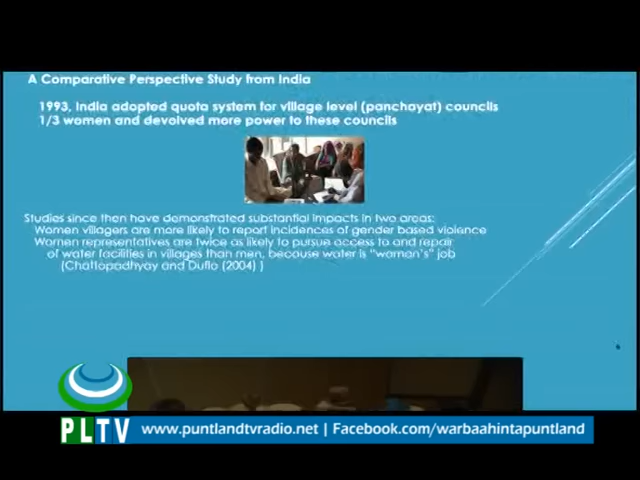 A Comparative Perspective Study from India
1993, India adopted quota system for village level (panchayat) councils
1/3 women and devolved more power to these councils
Studies since then have demonstrated substantial impacts in two areas:
Women villagers are more likely to report incidences of gender based violence
Women representatives are twice as likely to pursue access to and repair
of water facilities in villages than men, because water is "woman's" job
(Chattopadhyay and Duflo (2004) )
PLTV
www.puntlandtvradio.net | Facebook.com/warbaahintapuntland